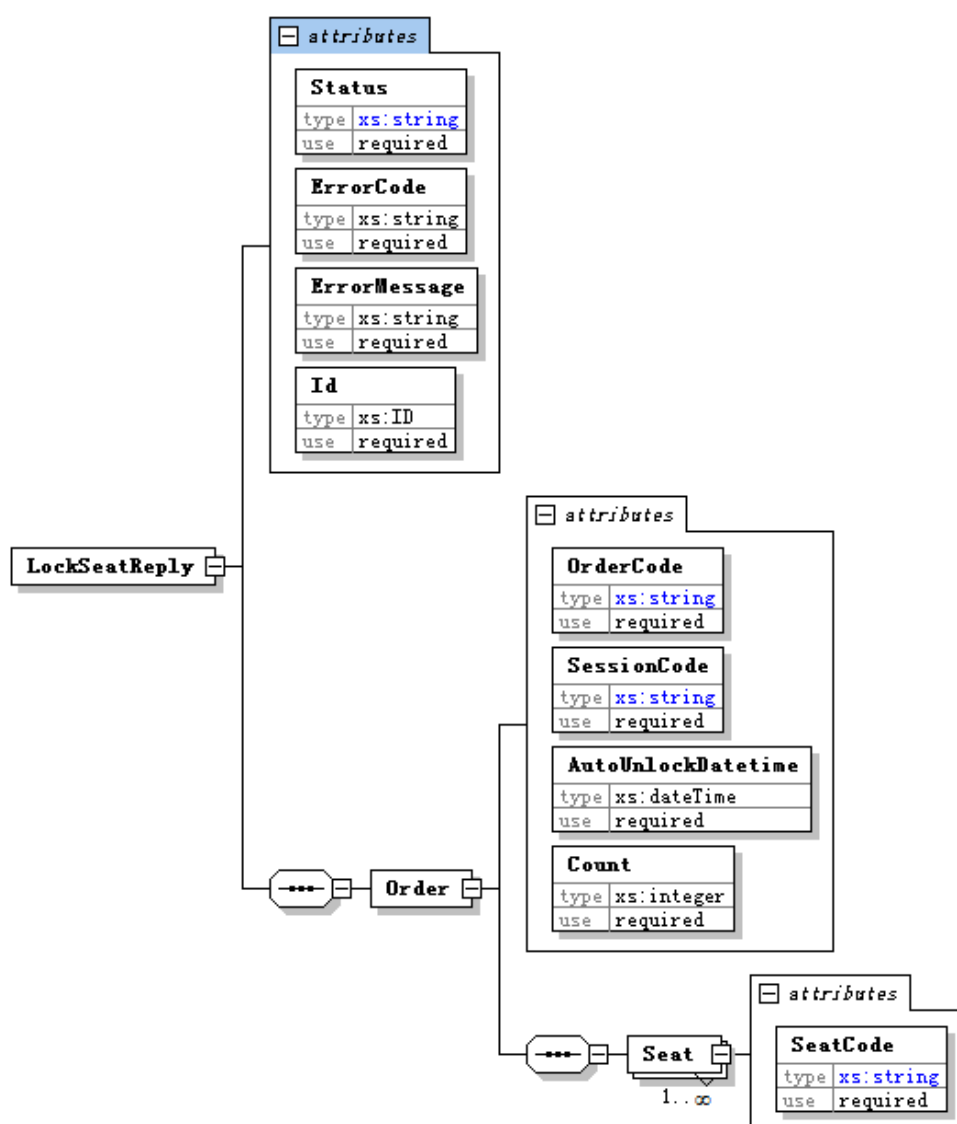 attributes
Status
type xs:string
use required
ErrorCode
type xs:string
use required
ErrorMessage
type xs:string
use required
Id
type xs:ID
use required
LockSeatReply
attributes
OrderCode
type xs:string
use required
SessionCode
type xs:string
use required
AutoUnlockDatetime
type xs:dateTime
use required
Count
type xs:integer
use required
Order
attributes
SeatCode
type xs:string
use required
Seat
1..∞